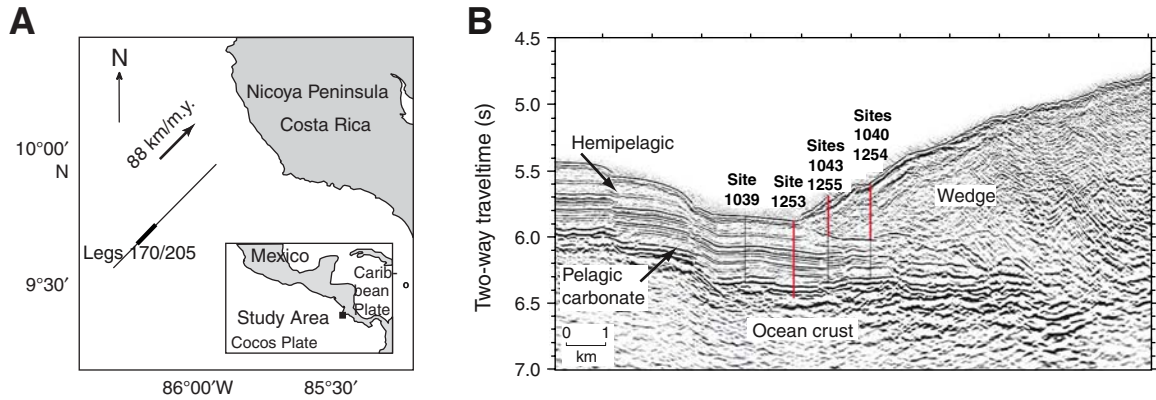 A
N
88 km/m.y.
Nicoya Peninsula
Costa Rica
10°00′
N
9°30′
Legs 170/205
Mexico
Carib-
bean
Plate
Study Area
Cocos Plate
86°00′W
85°30′
B
Two-way traveltime (s)
4.5
5.0
5.5
6.0
6.5
7.0
Hemipelagic
Site
1039
Site
1253
Sites
1043
1255
Sites
1040
1254
Wedge
Pelagic
carbonate
Ocean crust
0 1
km